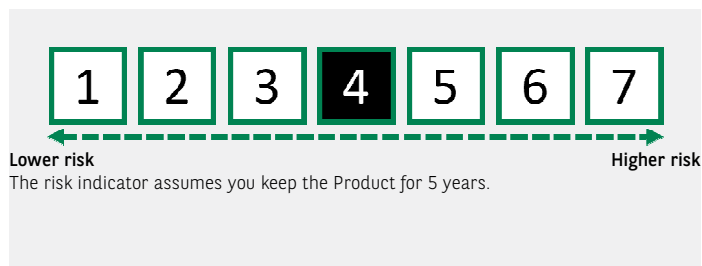 1 2 3 4 5 6 7
Lower risk Higher risk
The risk indicator assumes you keep the Product for 5 years.